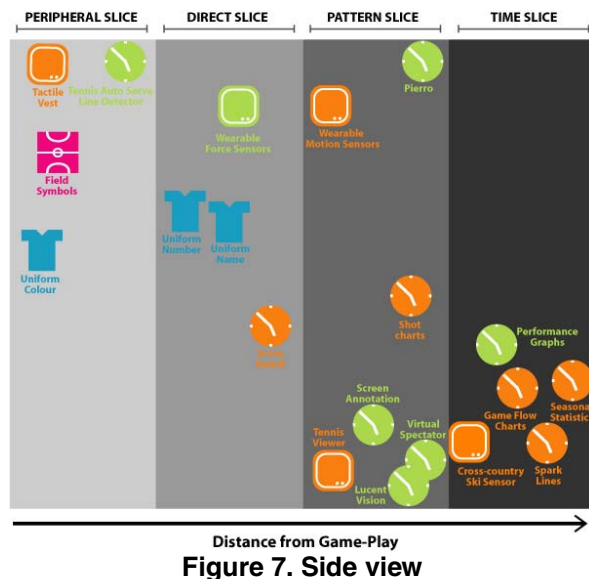 PERIPHERAL SLICE
DIRECT SLICE
PATTERN SLICE
TIME SLICE
Tactile
Vest
Tennis Auto Serve
Line Detector
Pierro
Wearable
Force Sensors
Wearable
Motion Sensors
Field
Symbols
Uniform
Number
Uniform
Name
Uniform
Colour
Shot
charts
Performance
Graphs
Screen
Annotation
Game Flow
Charts
Seasona
Statistic
Tennis
Viewer
Virtual
Spectator
Cross-country
Ski Sensor
Spark
Lines
Lucent
Vision
Distance from Game-Play
Figure 7. Side view